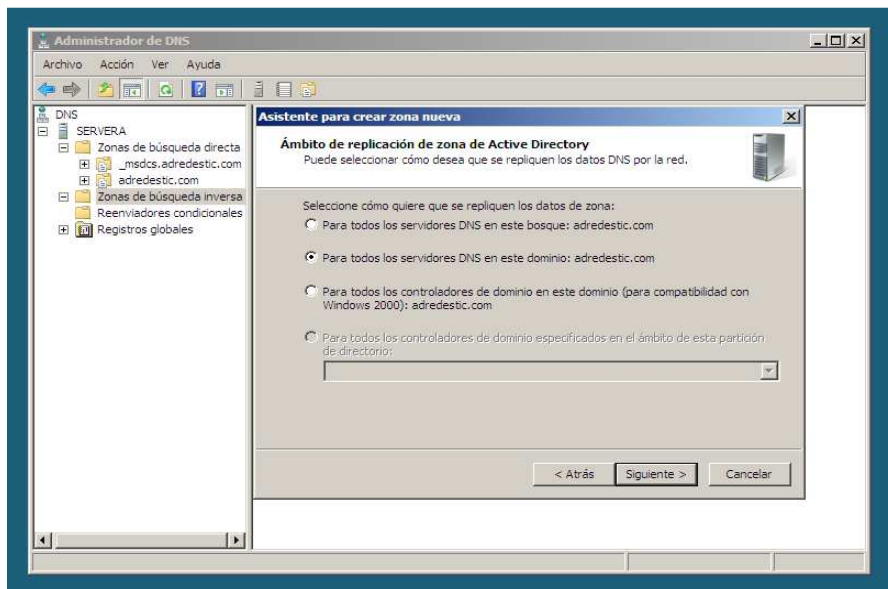 Administrador de DNS
Archivo Acción Ver Ayuda
DNS
SERVERA
Zonas de búsqueda directa
_msdcs.adredestic.com
adredestic.com
Zonas de búsqueda inversa
Reenviadores condicionales
Registros globales
Asistente para crear zona nueva
Ámbito de replicación de zona de Active Directory
Puede seleccionar cómo desea que se repliquen los datos DNS por la red.
Seleccione cómo quiere que se repliquen los datos de zona:
Para todos los servidores DNS en este bosque: adredestic.com
Para todos los servidores DNS en este dominio: adredestic.com
Para todos los controladores de dominio en este dominio (para compatibilidad con
Windows 2000): adredestic.com
Para todos los controladores de dominio especificados en el ámbito de esta partición
de directorio:
< Atrás Siguiente > Cancelar